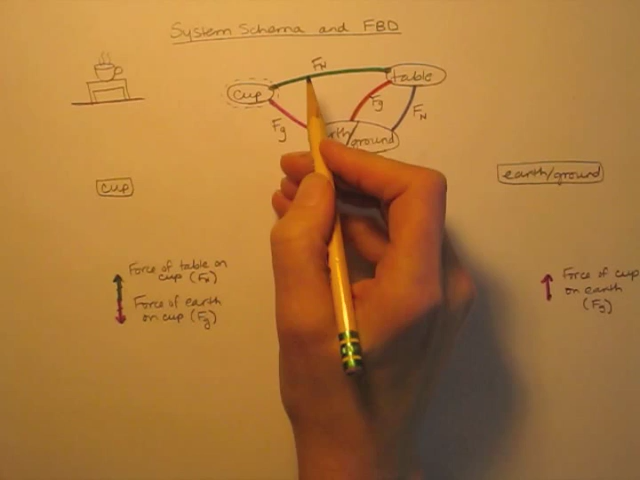 System Schema and FBD
FN
Cup
table
Fg
Fg
FN
ground
cup
earth/ground
Force of table on
cup (FN)
Force of earth
on cup (Fg)
Force of cup
on earth
(Fg)